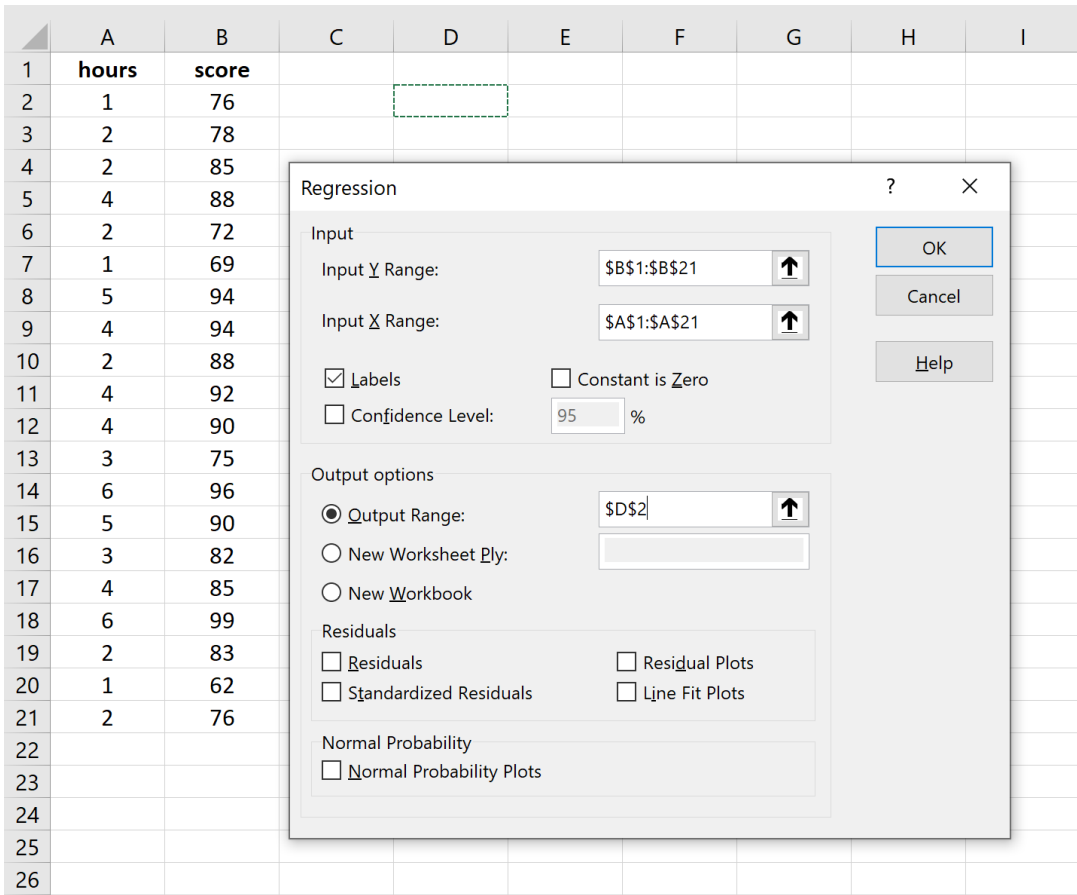 A B C D E F G H I
1 hours score
2 1 76
3 2 78
4 2 85
5 4 88
6 2 72
7 1 69
8 5 94
9 4 94
10 2 88
11 4 92
12 4 90
13 3 75
14 6 96
15 5 90
16 3 82
17 4 85
18 6 99
19 2 83
20 1 62
21 2 76
22
23
24
25
26
Regression ?
Input
Input Y Range: $B$1:$B$21
Input X Range: $A$1:$A$21
Labels Constant is Zero
Confidence Level: 95 %
OK
Cancel
Help
Output options
Output Range: $D$2
New Worksheet Ply:
New Workbook
Residuals
Residuals Residual Plots
Standardized Residuals Line Fit Plots
Normal Probability
Normal Probability Plots